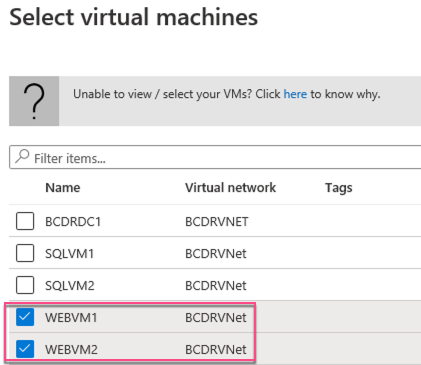 Select virtual machines
?
Unable to view / select your VMs? Click here to know why.
Filter items...
Name Virtual network Tags
BCDRDC1 BCDRVNET
SQLVM1 BCDRVNet
SQLVM2 BCDRVNet
WEBVM1 BCDRVNet
WEBVM2 BCDRVNet